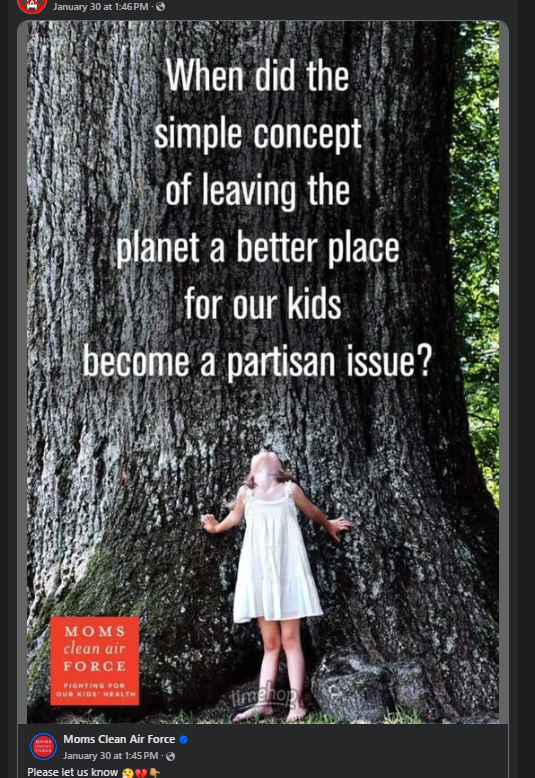 January 30 at 1:46 PM ·
When did the
simple concept
of leaving the
planet a better place
for our kids
become a partisan issue?
MOMS
clean air
FORCE
FIGHTING FOR
OUR KIDS' HEALTH
timehop
Moms Clean Air Force
January 30 at 1:45 PM ·
Please let us know 😲💔👇